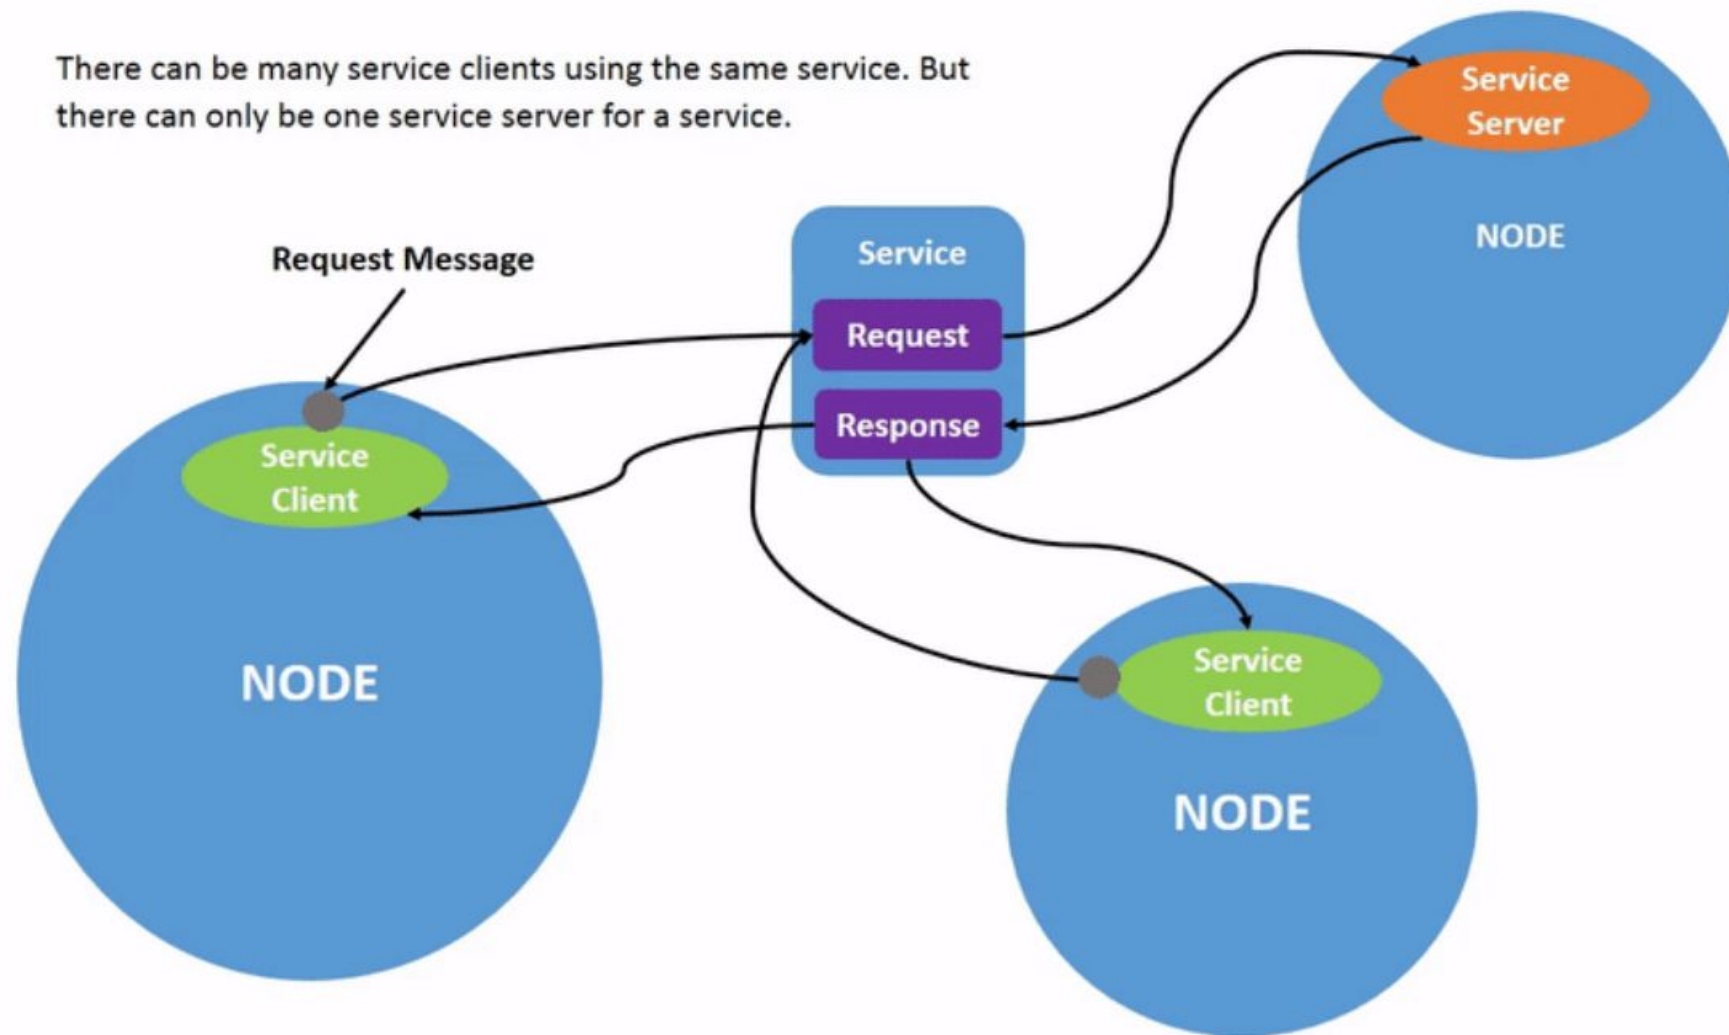 There can be many service clients using the same service. But
there can only be one service server for a service.
Service
Server
NODE
Service
Request Message
Request
Response
Service
Client
NODE
Service
Client
NODE